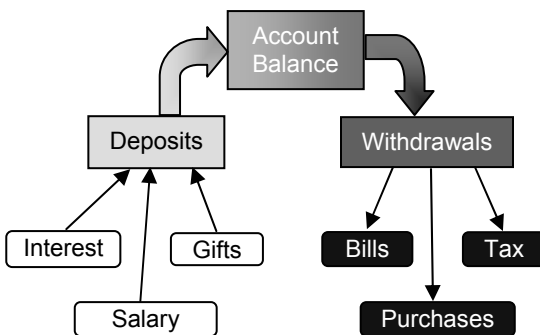 Account
Balance
Deposits
Withdrawals
Interest
Gifts
Bills
Tax
Salary
Purchases